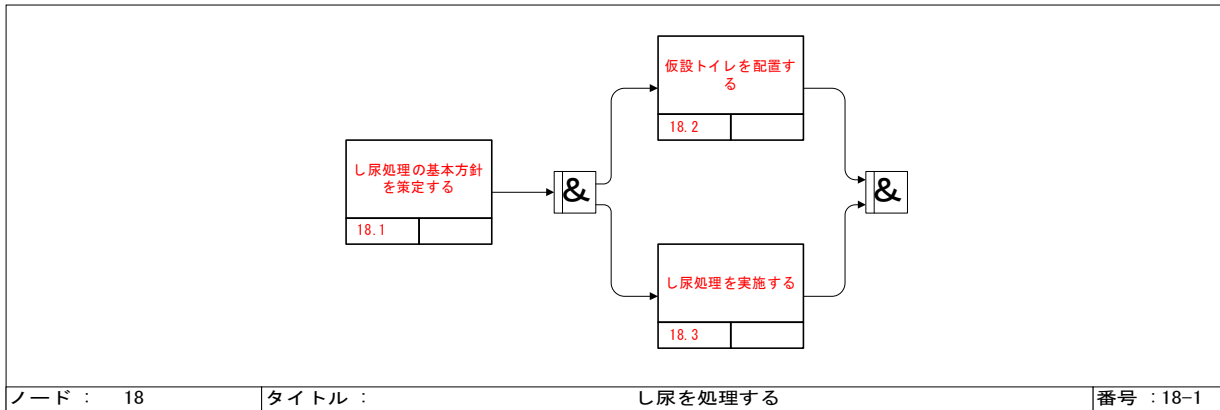 仮設トイレを配置す
る
18.2
し尿処理の基本方針
を策定する
18.1
&
&
し尿処理を実施する
18.3
ノード： 18
タイトル： し尿を処理する
番号：18-1